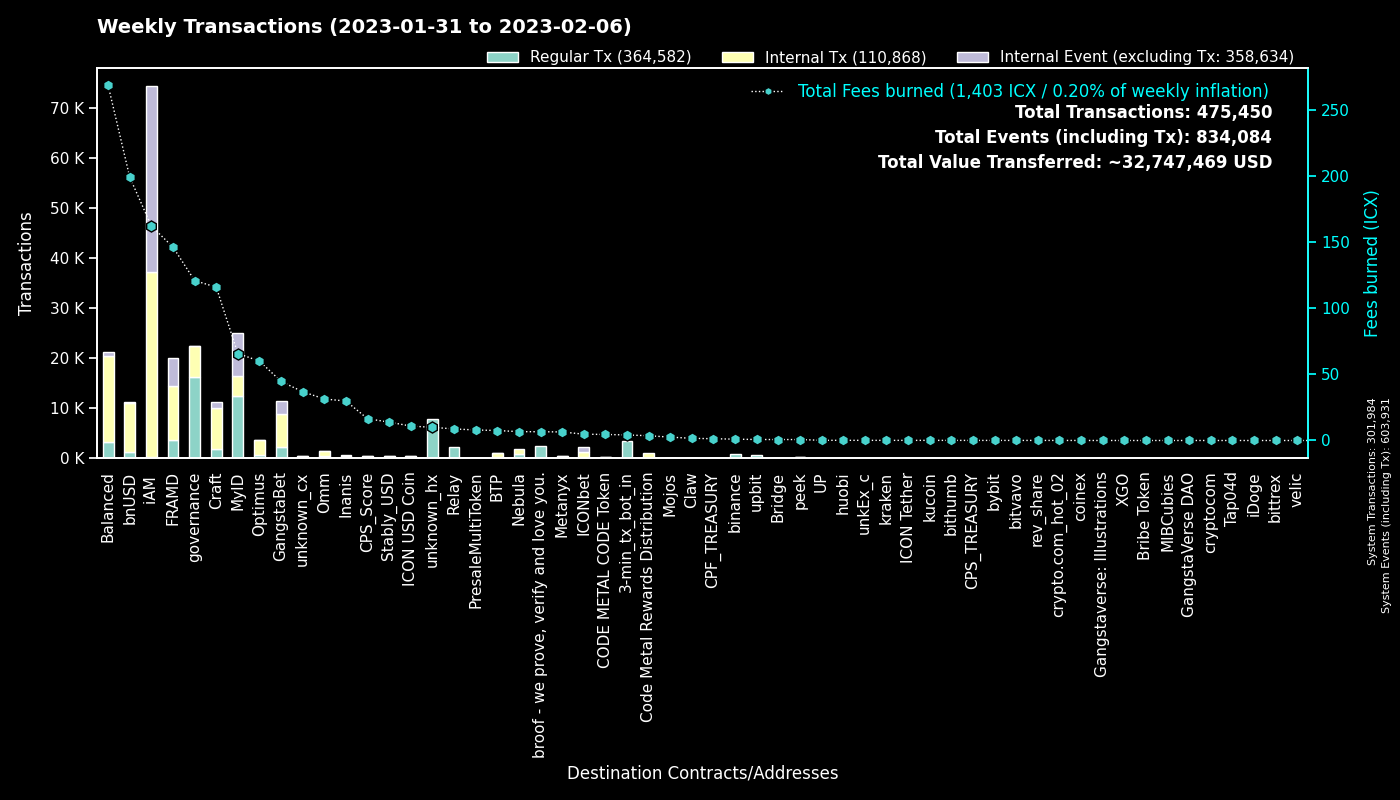 Weekly Transactions (2023-01-31 to 2023-02-06)
Regular Tx (364,582)
Internal Tx (110,868)
Internal Event (excluding Tx: 358,634)
Total Fees burned (1,403 ICX / 0.20% of weekly inflation)
Total Transactions: 475,450
Total Events (including Tx): 834,084
Total Value Transferred: ~32,747,469 USD
Transactions
70 K
60 K
50 K
40 K
30 K
20 K
10 K
0 K
250
200
150
100
50
0
Fees burned (ICX)
System Transactions: 301,984
System Events (including Tx): 603,931
Balanced
bnUSD
iAM
FRAMD
governance
Craft
MyID
Optimus
GangstaBet
unknown_cx
Omm
Inanis
CPS_Score
Stably_USD
ICON USD Coin
unknown_hx
Relay
PresaleMultiToken
BTP
Nebula
broof - we prove, verify and love you.
Metanyx
ICONbet
CODE METAL CODE Token
3-min_tx_bot_in
Code Metal Rewards Distribution
Mojos
Claw
CPF_TREASURY
binance
upbit
Bridge
peek
UP
huobi
unkEx_c
kraken
ICON Tether
kucoin
bithumb
CPS_TREASURY
bybit
bitvavo
rev_share
crypto.com_hot_02
coinex
Gangstaverse: Illustrations
XGO
Bribe Token
MIBCubies
GangstaVerse DAO
cryptocom
Tap04d
iDoge
bittrex
velic
Destination Contracts/Addresses